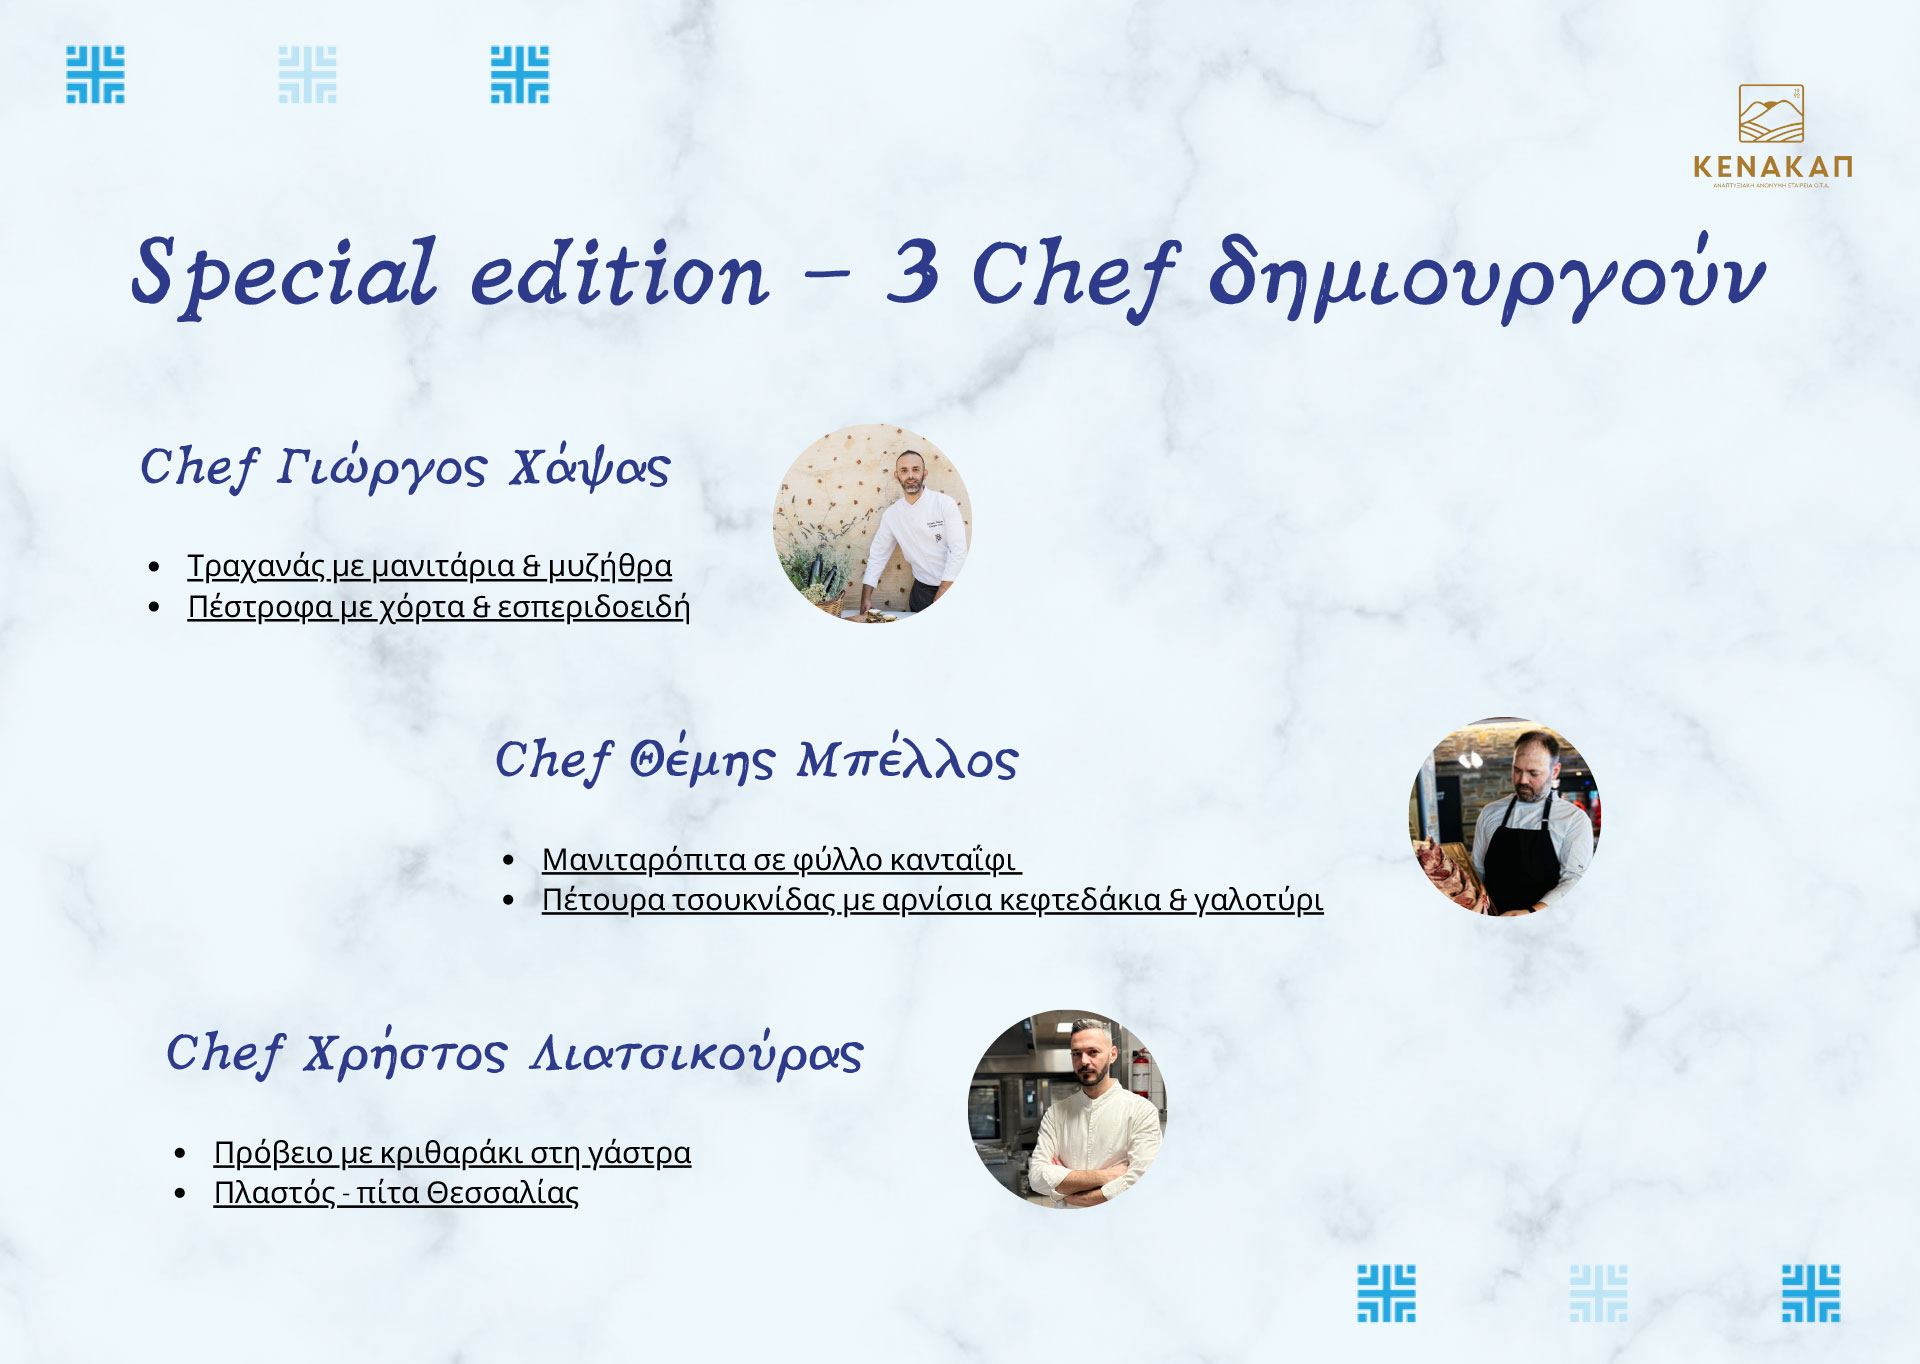 ΚΕΝΑΚΑΠ
ΑΝΑΠΤΥΞΙΑΚΗ ΑΝΩΝΥΜΗ ΕΤΑΙΡΕΙΑ Ο.Τ.Α.
Special edition – 3 Chef δημιουργούν
Chef Γιώργος Χάψας
• Τραχανάς με μανιτάρια & μυζήθρα
• Πέστροφα με χόρτα & εσπεριδοειδή
Chef Θέμης Μπέλλος
• Μανιταρόπιτα σε φύλλο κανταΐφι
• Πέτουρα τσουκνίδας με αρνίσια κεφτεδάκια & γαλοτύρι
Chef Χρήστος Λιατσικούρας
• Πρόβειο με κριθαράκι στη γάστρα
• Πλαστός - πίτα Θεσσαλίας